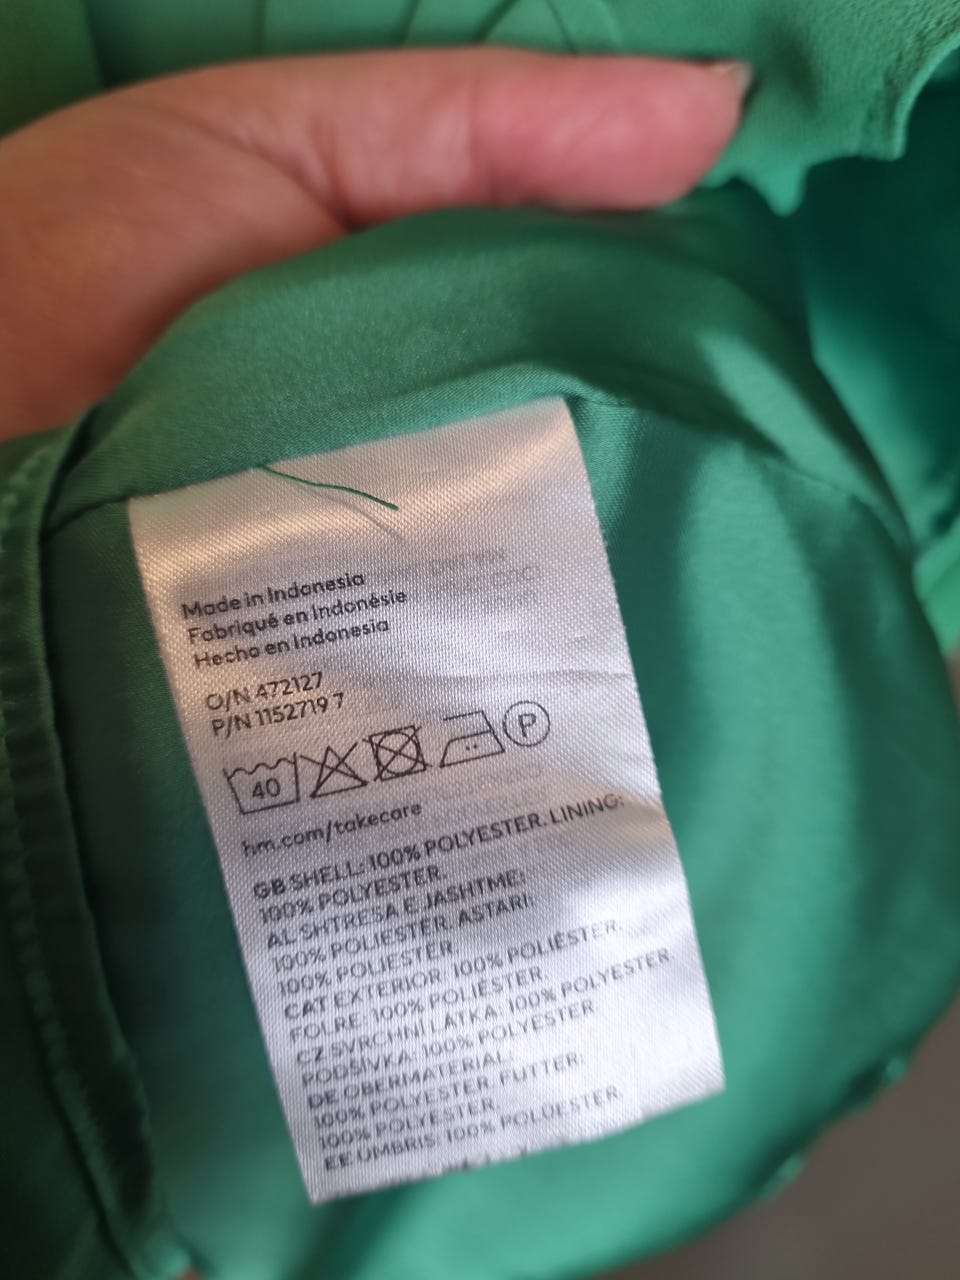 Made in Indonesia
Fabriqué en Indonésie
Hecho en Indonesia
O/N 472127
P/N 1152719 7
40
P
hm.com/takecare
GB SHELL: 100% POLYESTER. LINING:
100% POLYESTER.
AL SHTRESA E JASHTME:
100% POLIESTER. ASTARI:
100% POLIESTER
CAT EXTERIOR: 100% POLIÈSTER.
FOLRE: 100% POLIÈSTER.
CZ SVRCHNÍ LÁTKA: 100% POLYESTER.
PODŠÍVKA: 100% POLYESTER
DE OBERMATERIAL:
100% POLYESTER. FUTTER:
100% POLYESTER.
EE ÜMBRIS: 100% POLÜESTER.